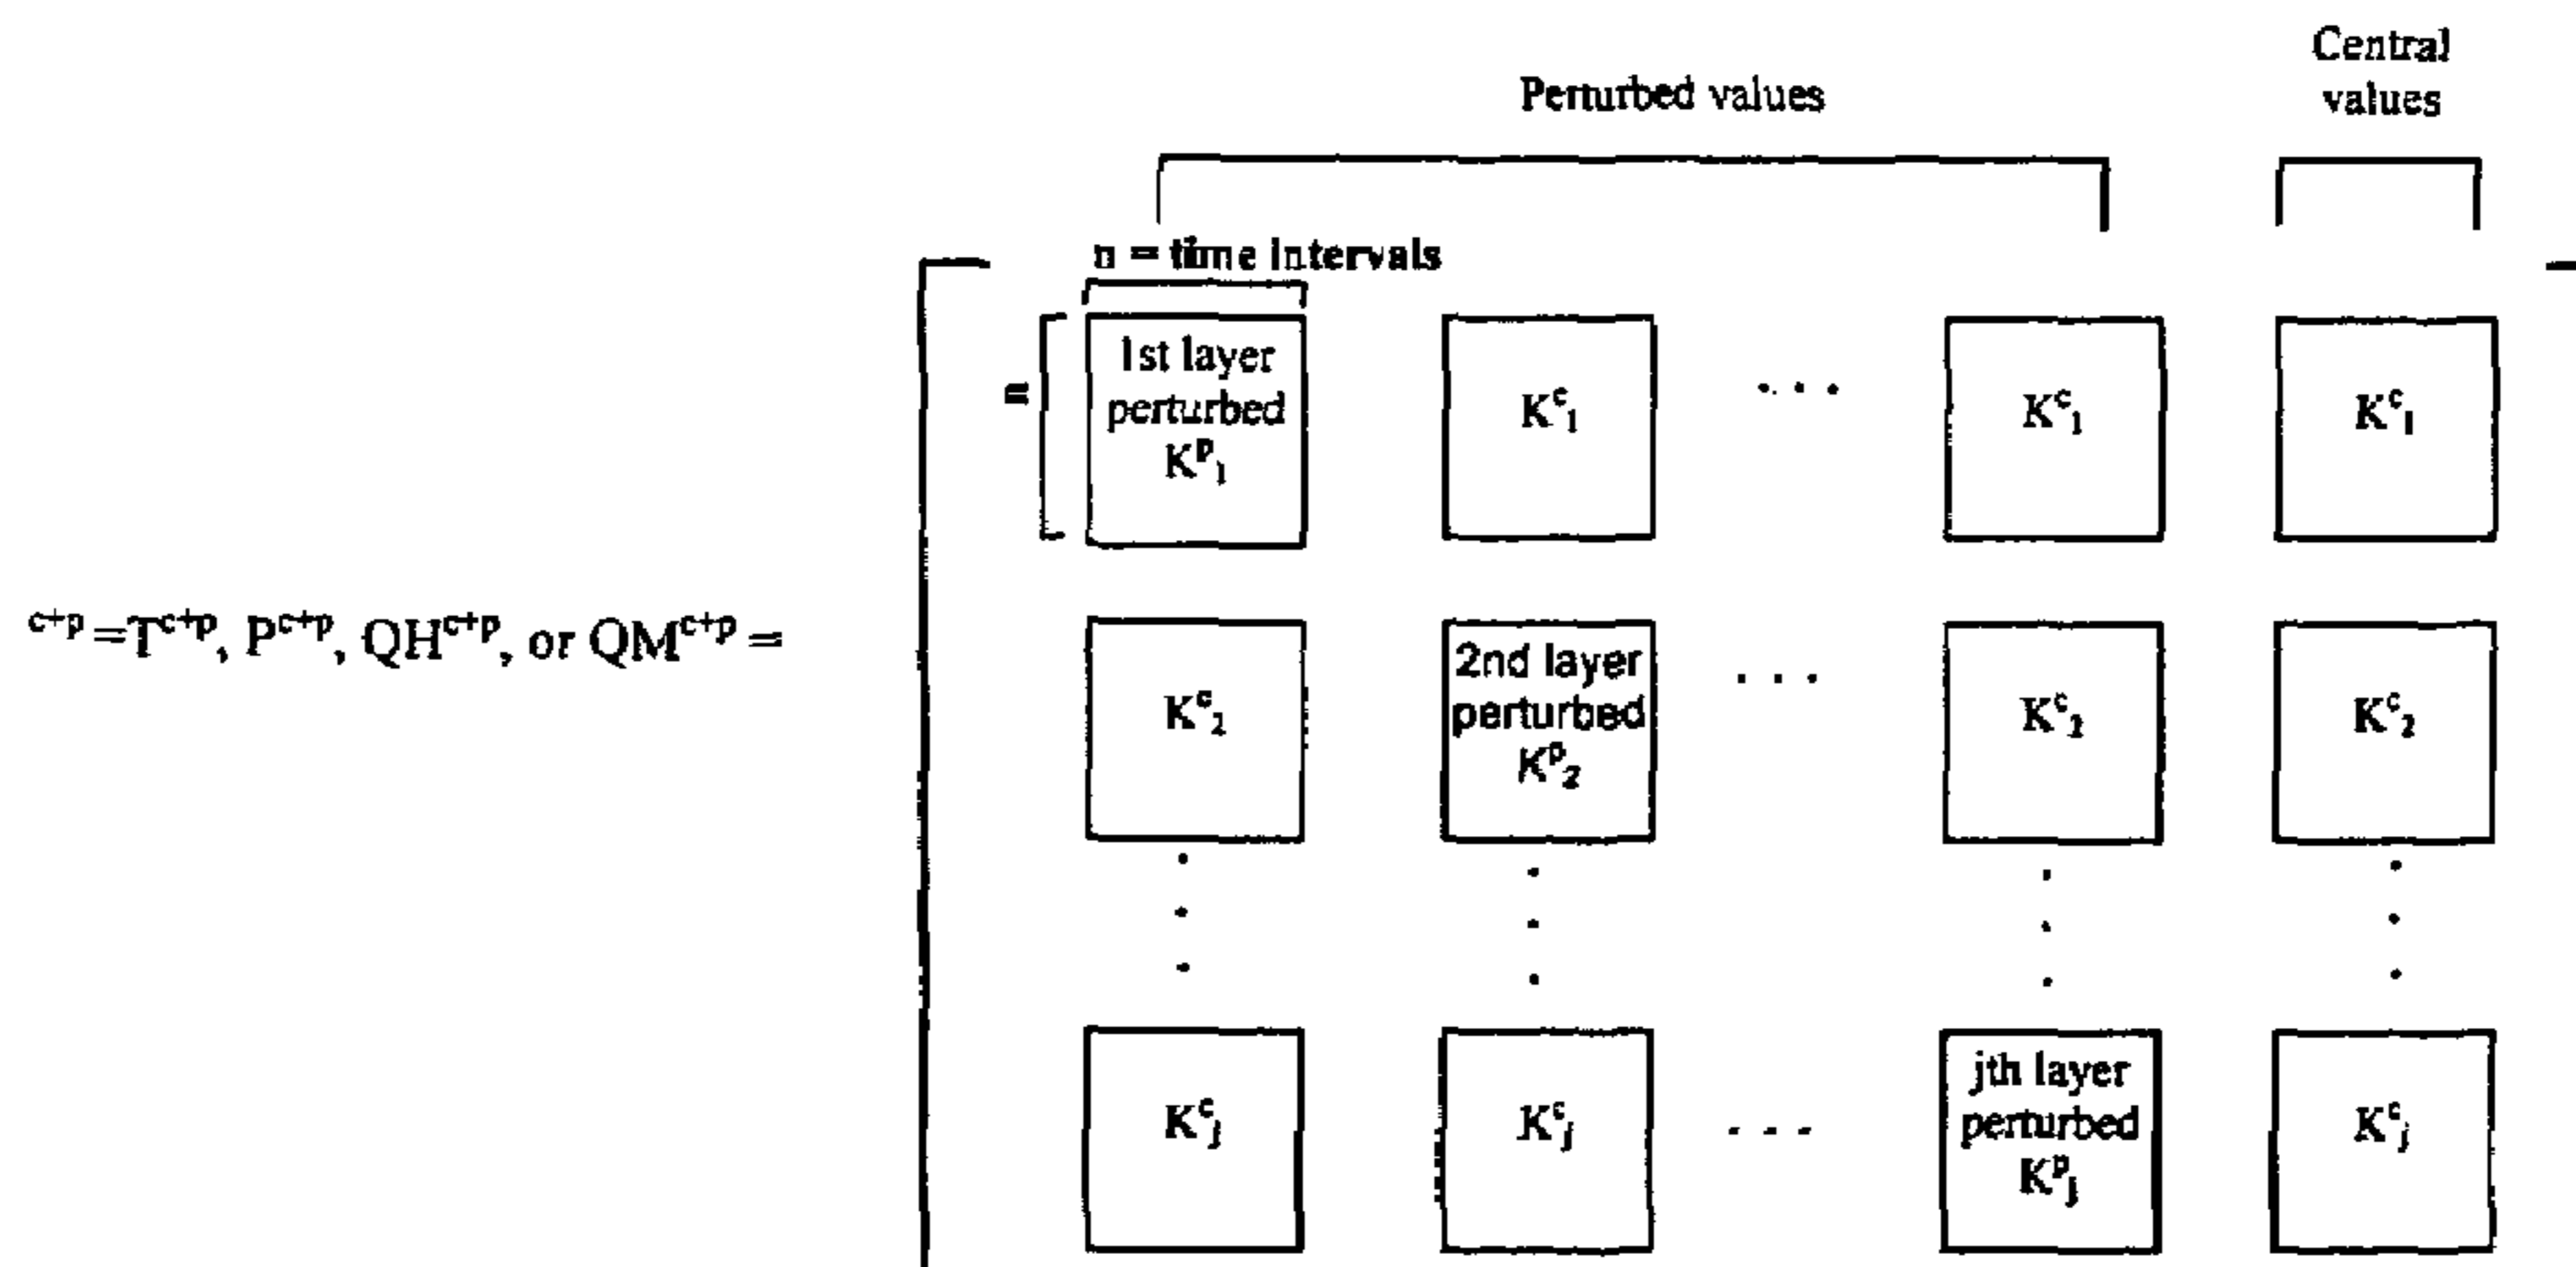 Central
values
Perturbed values
n = time intervals
n
1st layer
perturbed
K^p_1
K^c_1
. . .
K^c_1
K^c_1
c+p = T^c+p, P^c+p, QH^c+p, or QM^c+p =
K^c_2
2nd layer
perturbed
K^p_2
. . .
K^c_2
K^c_2
K^c_j
K^c_j
. . .
jth layer
perturbed
K^p_j
K^c_j